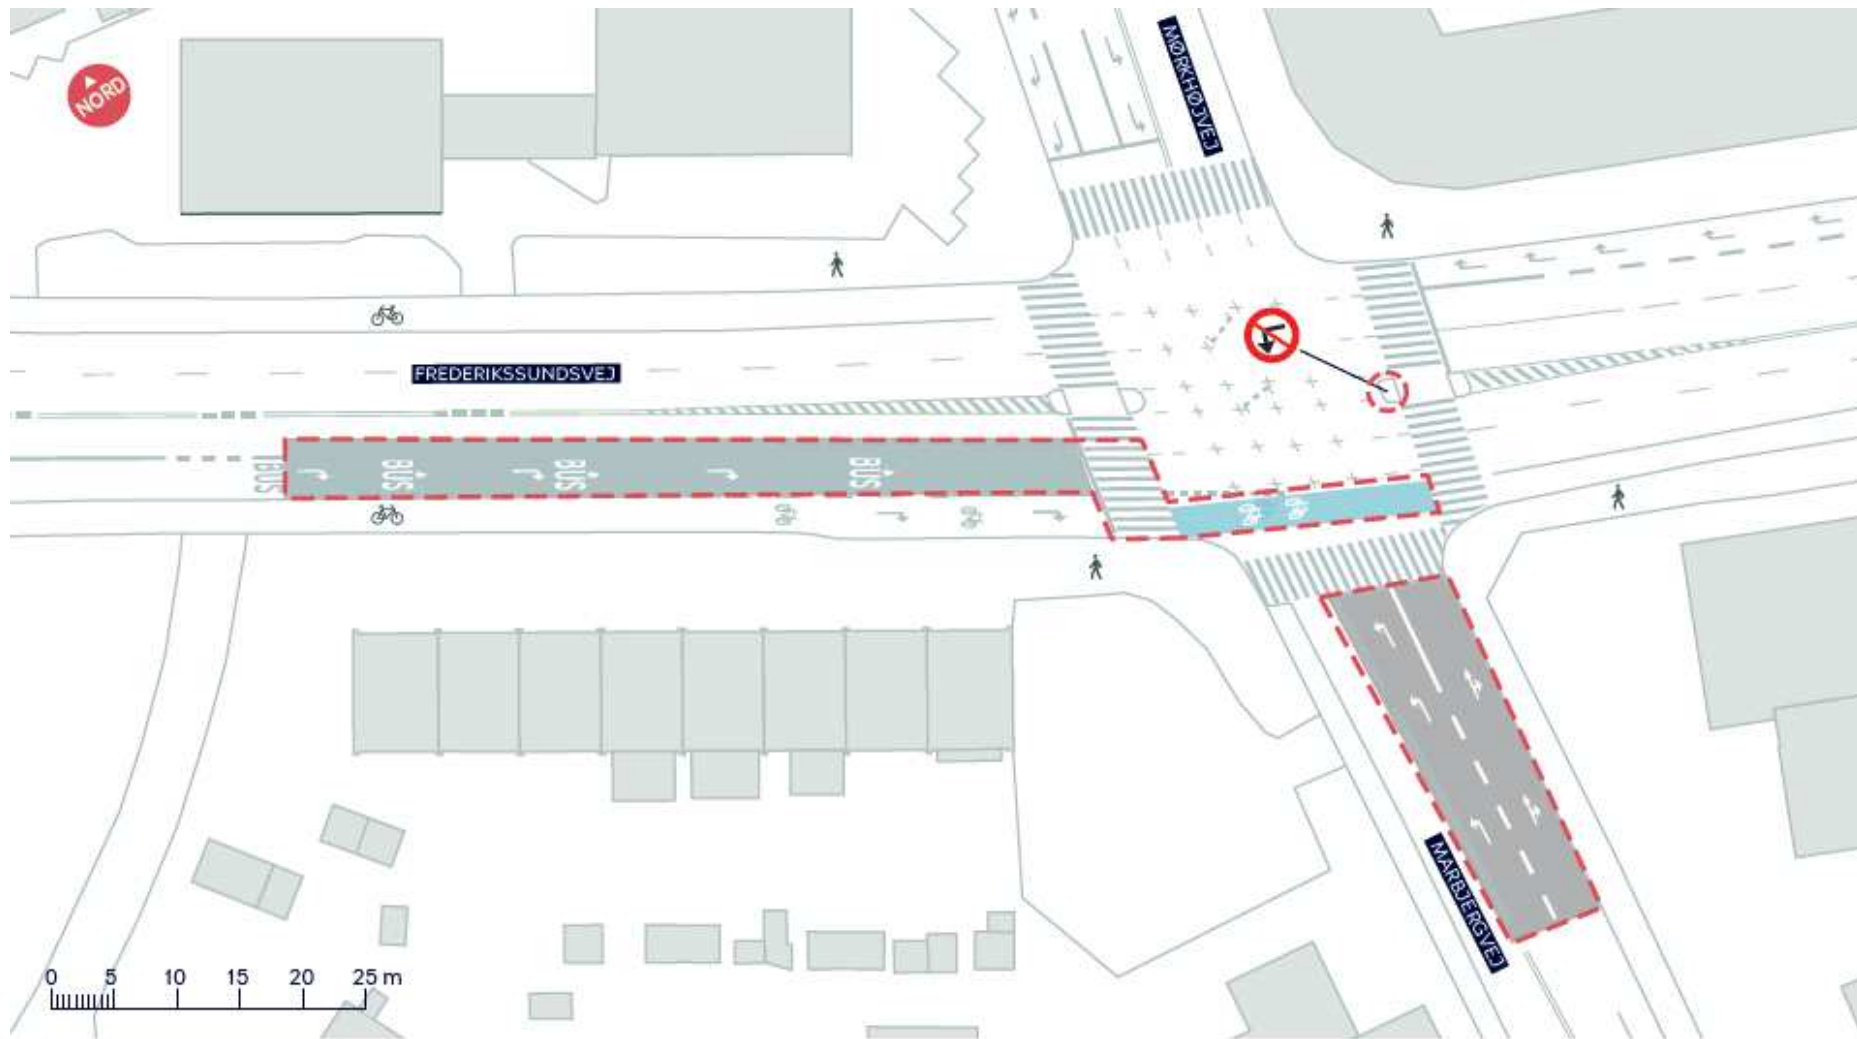 NORD
MØRKHØJVEJ
FREDERIKSSUNDSVEJ
BUS
BUS
BUS
BUS
MARBJERGVEJ
0 5 10 15 20 25 m